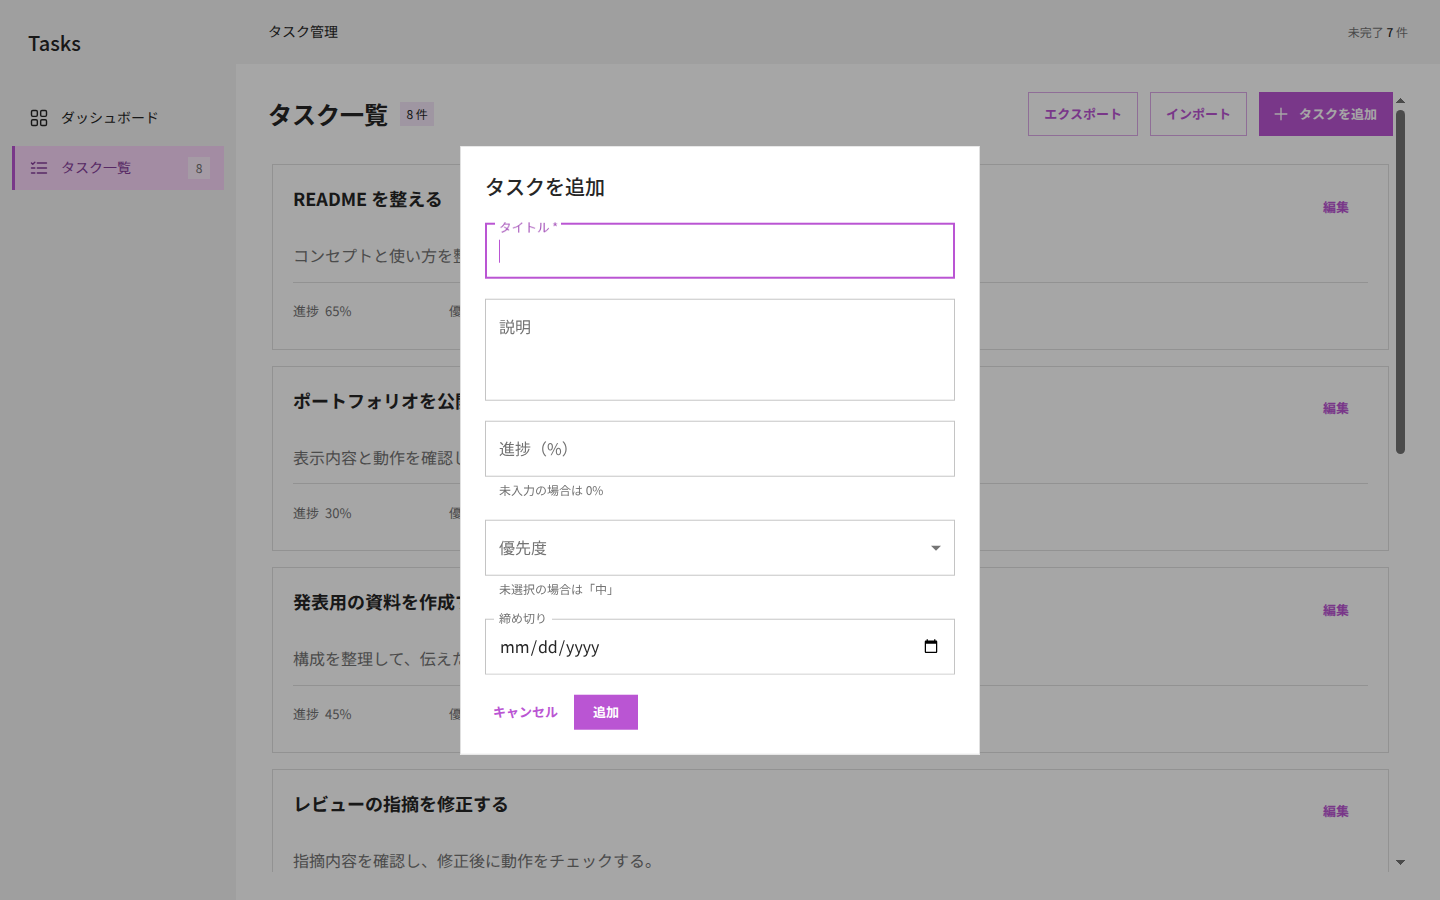 Tasks
ダッシュボード
タスク一覧
8
タスク管理
未完了 7 件
タスク一覧
8 件
エクスポート
インポート
タスクを追加
README を整える
編集
コンセプトと使い方を
進捗 65%
ポートフォリオを公
編集
表示内容と動作を確認し
進捗 30%
発表用の資料を作成
編集
構成を整理して、伝え
進捗 45%
レビューの指摘を修正する
編集
指摘内容を確認し、修正後に動作をチェックする。
タスクを追加
タイトル *
説明
進捗（%）
未入力の場合は 0%
優先度
未選択の場合は「中」
締め切り
mm/dd/yyyy
キャンセル
追加